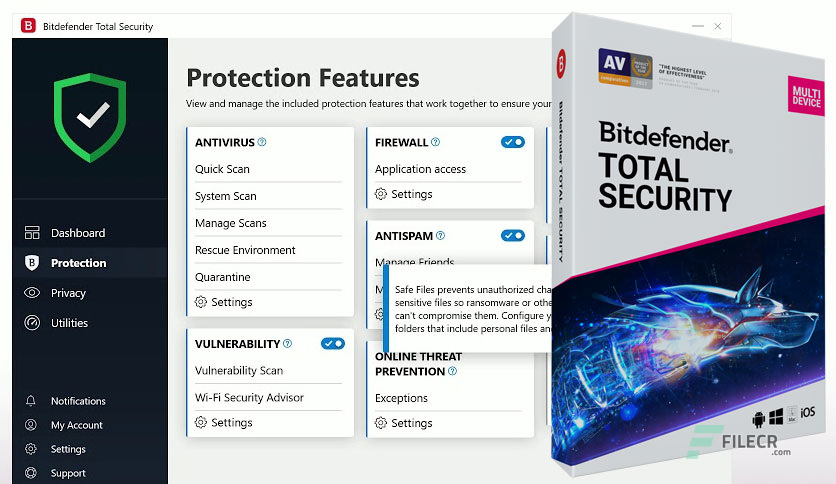 B Bitdefender Total Security
Protection Features
View and manage the included protection features that work together to ensure your
ANTIVIRUS
Quick Scan
System Scan
Manage Scans
Rescue Environment
Quarantine
Settings
FIREWALL
Application access
Settings
ANTISPAM
Manage Friends
Safe Files prevents unauthorized cha
sensitive files so ransomware or othe
can't compromise them. Configure y
folders that include personal files an
VULNERABILITY
Vulnerability Scan
Wi-Fi Security Advisor
Settings
ONLINE THREAT
PREVENTION
Exceptions
Settings
Dashboard
B Protection
Privacy
Utilities
Notifications
My Account
Settings
Support
B
Bitdefender TOTAL SECURITY
AV
"THE HIGHEST LEVEL
OF EFFECTIVENESS"
MULTI
DEVICE
Bitdefender®
TOTAL
SECURITY
iOS
FILECR
.com